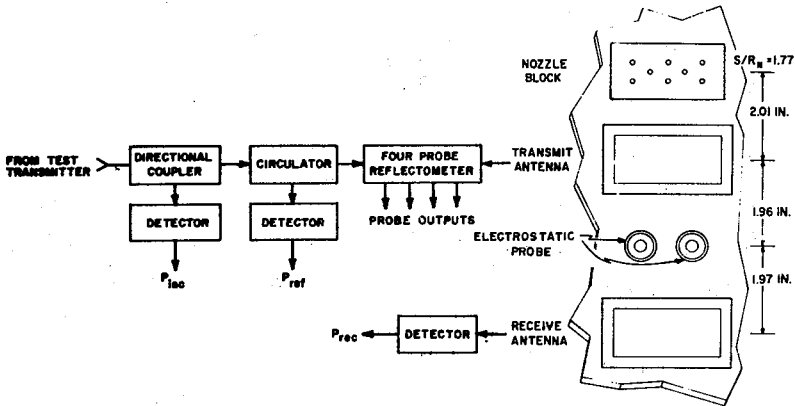 NOZZLE
BLOCK
S/R_N = 1.77
2.01 IN.
FROM TEST
TRANSMITTER
DIRECTIONAL
COUPLER
CIRCULATOR
FOUR PROBE
REFLECTOMETER
TRANSMIT
ANTENNA
DETECTOR
DETECTOR
PROBE OUTPUTS
1.96 IN.
ELECTROSTATIC
PROBE
P_inc
P_ref
1.97 IN.
P_rec
DETECTOR
RECEIVE
ANTENNA